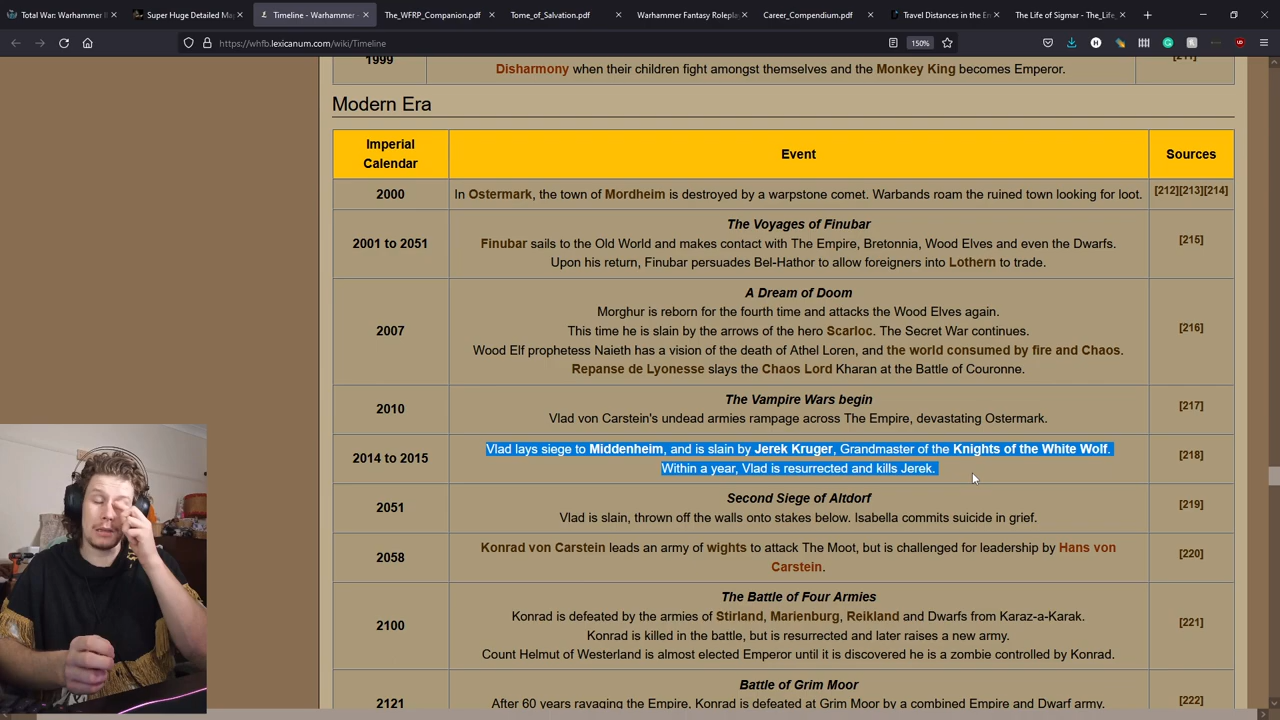 Total War: Warhammer II
Super Huge Detailed Ma
Timeline - Warhammer -
The_WFRP_Companion.pdf
Tome_of_Salvation.pdf
Warhammer Fantasy Roleplay
Career_Compendium.pdf
Travel Distances in the Em
The Life of Sigmar - The_Life_
https://whfb.lexicanum.com/wiki/Timeline
150%
1999
Disharmony when their children fight amongst themselves and the Monkey King becomes Emperor.
Modern Era
Imperial Calendar
Event
Sources
2000
In Ostermark, the town of Mordheim is destroyed by a warpstone comet. Warbands roam the ruined town looking for loot.
[212][213][214]
The Voyages of Finubar
2001 to 2051
Finubar sails to the Old World and makes contact with The Empire, Bretonnia, Wood Elves and even the Dwarfs.
[215]
Upon his return, Finubar persuades Bel-Hathor to allow foreigners into Lothern to trade.
A Dream of Doom
Morghur is reborn for the fourth time and attacks the Wood Elves again.
2007
This time he is slain by the arrows of the hero Scarloc. The Secret War continues.
[216]
Wood Elf prophetess Naieth has a vision of the death of Athel Loren, and the world consumed by fire and Chaos.
Repanse de Lyonesse slays the Chaos Lord Kharan at the Battle of Couronne.
The Vampire Wars begin
2010
Vlad von Carstein's undead armies rampage across The Empire, devastating Ostermark.
[217]
2014 to 2015
Vlad lays siege to Middenheim, and is slain by Jerek Kruger, Grandmaster of the Knights of the White Wolf.
Within a year, Vlad is resurrected and kills Jerek.
[218]
Second Siege of Altdorf
2051
Vlad is slain, thrown off the walls onto stakes below. Isabella commits suicide in grief.
[219]
2058
Konrad von Carstein leads an army of wights to attack The Moot, but is challenged for leadership by Hans von
Carstein.
[220]
The Battle of Four Armies
2100
Konrad is defeated by the armies of Stirland, Marienburg, Reikland and Dwarfs from Karaz-a-Karak.
[221]
Konrad is killed in the battle, but is resurrected and later raises a new army.
Count Helmut of Westerland is almost elected Emperor until it is discovered he is a zombie controlled by Konrad.
Battle of Grim Moor
2121
After 60 years ravaging the Empire, Konrad is defeated at Grim Moor by a combined Empire and Dwarf army.
[222]